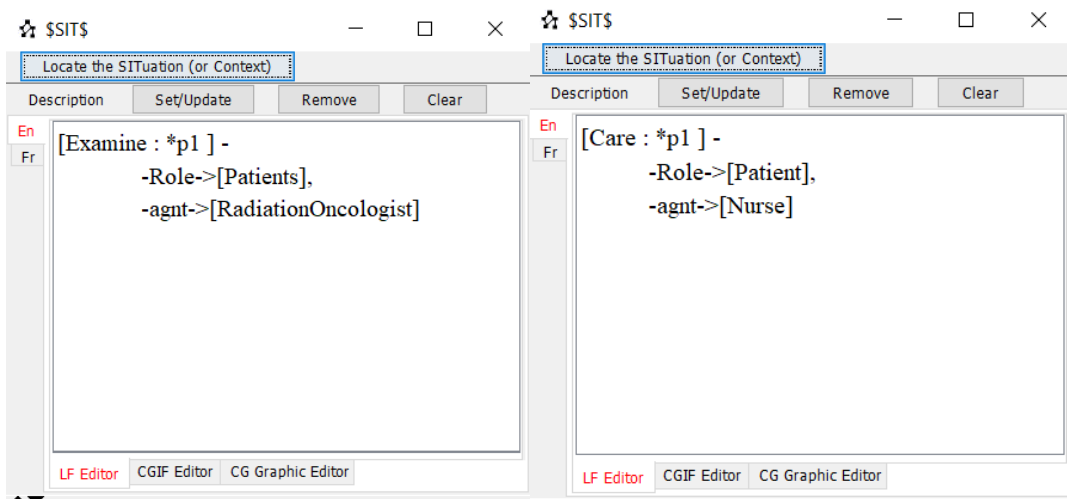 $SIT$
Locate the SITuation (or Context)
Description Set/Update Remove Clear
En
Fr
[Examine : *p1 ] -
-Role->[Patients],
-agnt->[RadiationOncologist]
LF Editor CGIF Editor CG Graphic Editor
$SIT$
Locate the SITuation (or Context)
Description Set/Update Remove Clear
En
Fr
[Care : *p1 ] -
-Role->[Patient],
-agnt->[Nurse]
LF Editor CGIF Editor CG Graphic Editor